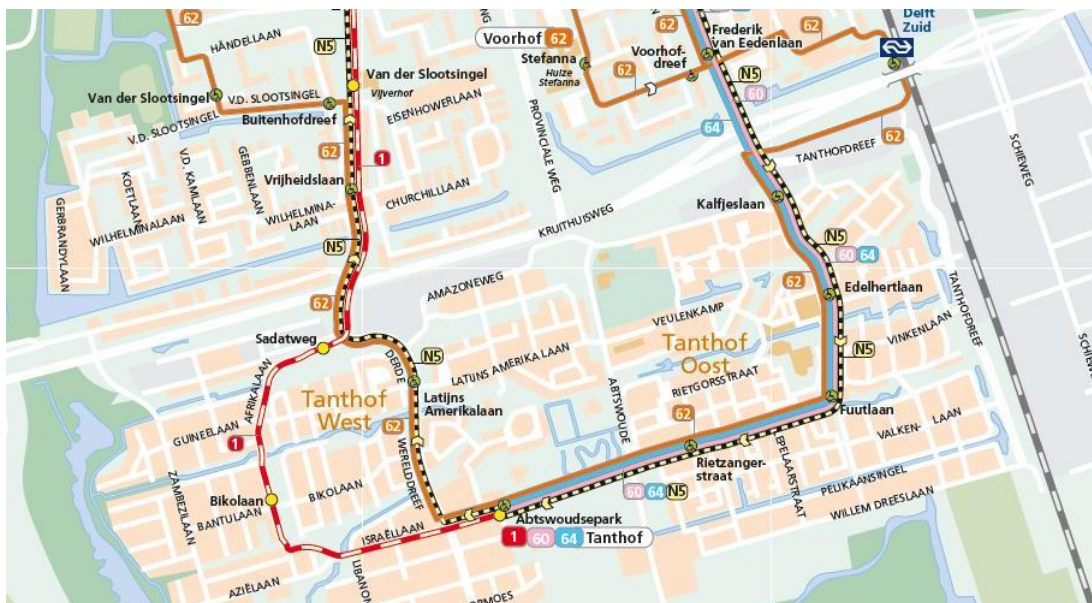 62
HÄNDELLAAN
N5
Van der Slootsingel
Vijverhof
Van der Slootsingel
V.D. SLOOTSINGEL
V.D. SLOOTSINGEL
Buitenhofdreef
EISENHOWERLAAN
62
1
V.D. KAMLAAN
GEBBENLAAN
KOETLAAN
Vrijheidslaan
CHURCHILLLAAN
WILHELMINALAAN
WILHELMINA-
LAAN
GERBRANDYLAAN
N5
62
Voorhof 62
Stefanna
Huize
Stefanna
62
62
Voorhof-
dreef
Frederik
van Eedenlaan
62
Delft
Zuid
N5
60
64
PROVINCIALE WEG
62
TANTHOFDREEF
SCHIEWEG
Kalfjeslaan
KRUITHUISWEG
N5
60 64
AMAZONEWEG
62
Edelhertlaan
VEULENKAMP
VINKENLAAN
TANTHOFDREEF
SCHIEWEG
Sadatweg
N5
DERDE
WERELDDREEF
LATIJNS AMERIKA LAAN
Tanthof
Oost
N5
RIETGORSSTRAAT
ABTSWOUDE
Latijns
Amerikalaan
AFRIKALAAN
Tanthof
West
62
62
Fuutlaan
GUINEELAAN
1
VALKEN-
LAAN
EPELAARSTRAAT
Rietzanger-
straat
PELIKAANSINGEL
WILLEM DREESLAAN
ZAMBEZILAAN
Bikolaan
BIKOLAAN
BANTULAAN
60 64 N5
ISRAËLLAAN
Abtswoudsepark
1 60 64 Tanthof
AZIËLAAN
LIBANON
ORMOES